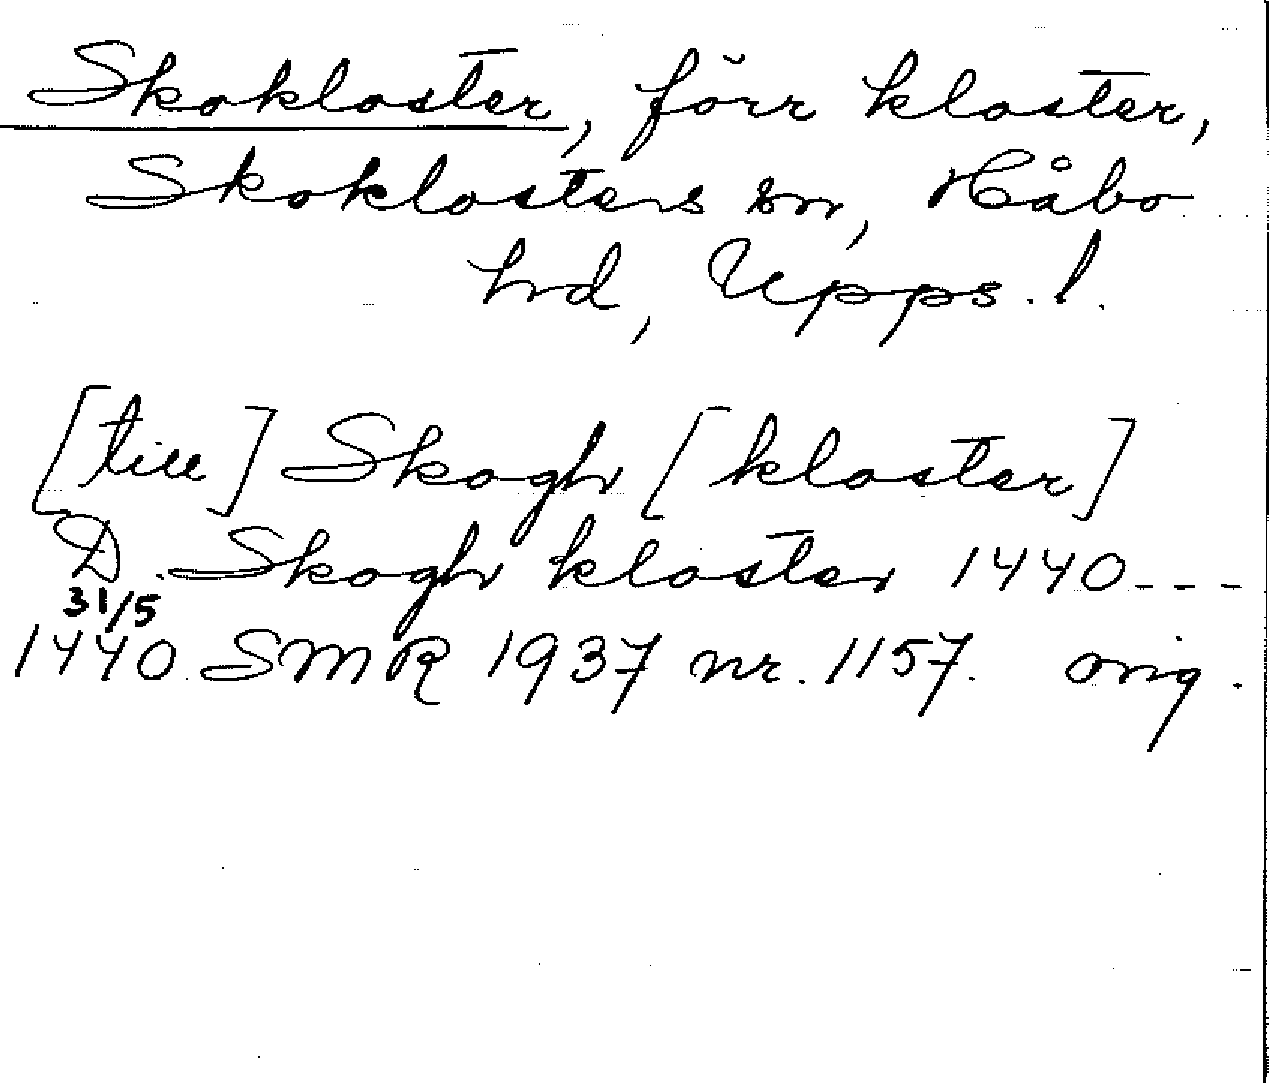 Skokloster, förr kloster,
Skoklosters sn, Håbo
hd, Upps. l.
[till] Skogh [kloster]
D. Skogh kloster 1440---
31/5
1440. SMR 1937 nr. 1157. orig.